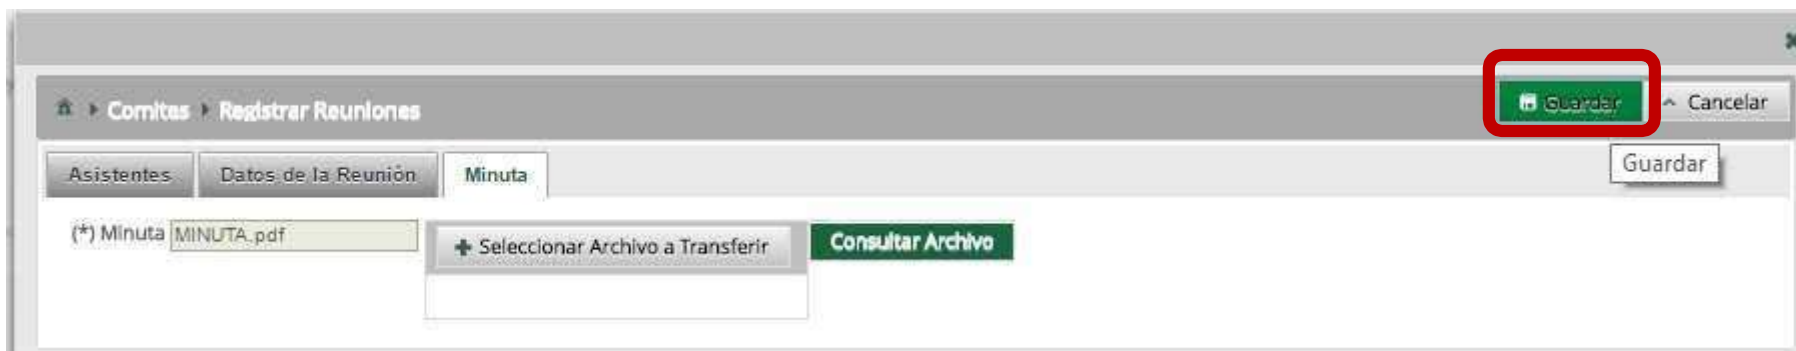 Comites Registrar Reuniones Guardar Cancelar
Guardar
Asistentes Datos de la Reunión Minuta
(*) Minuta MINUTA.pdf Seleccionar Archivo a Transferir Consultar Archivo